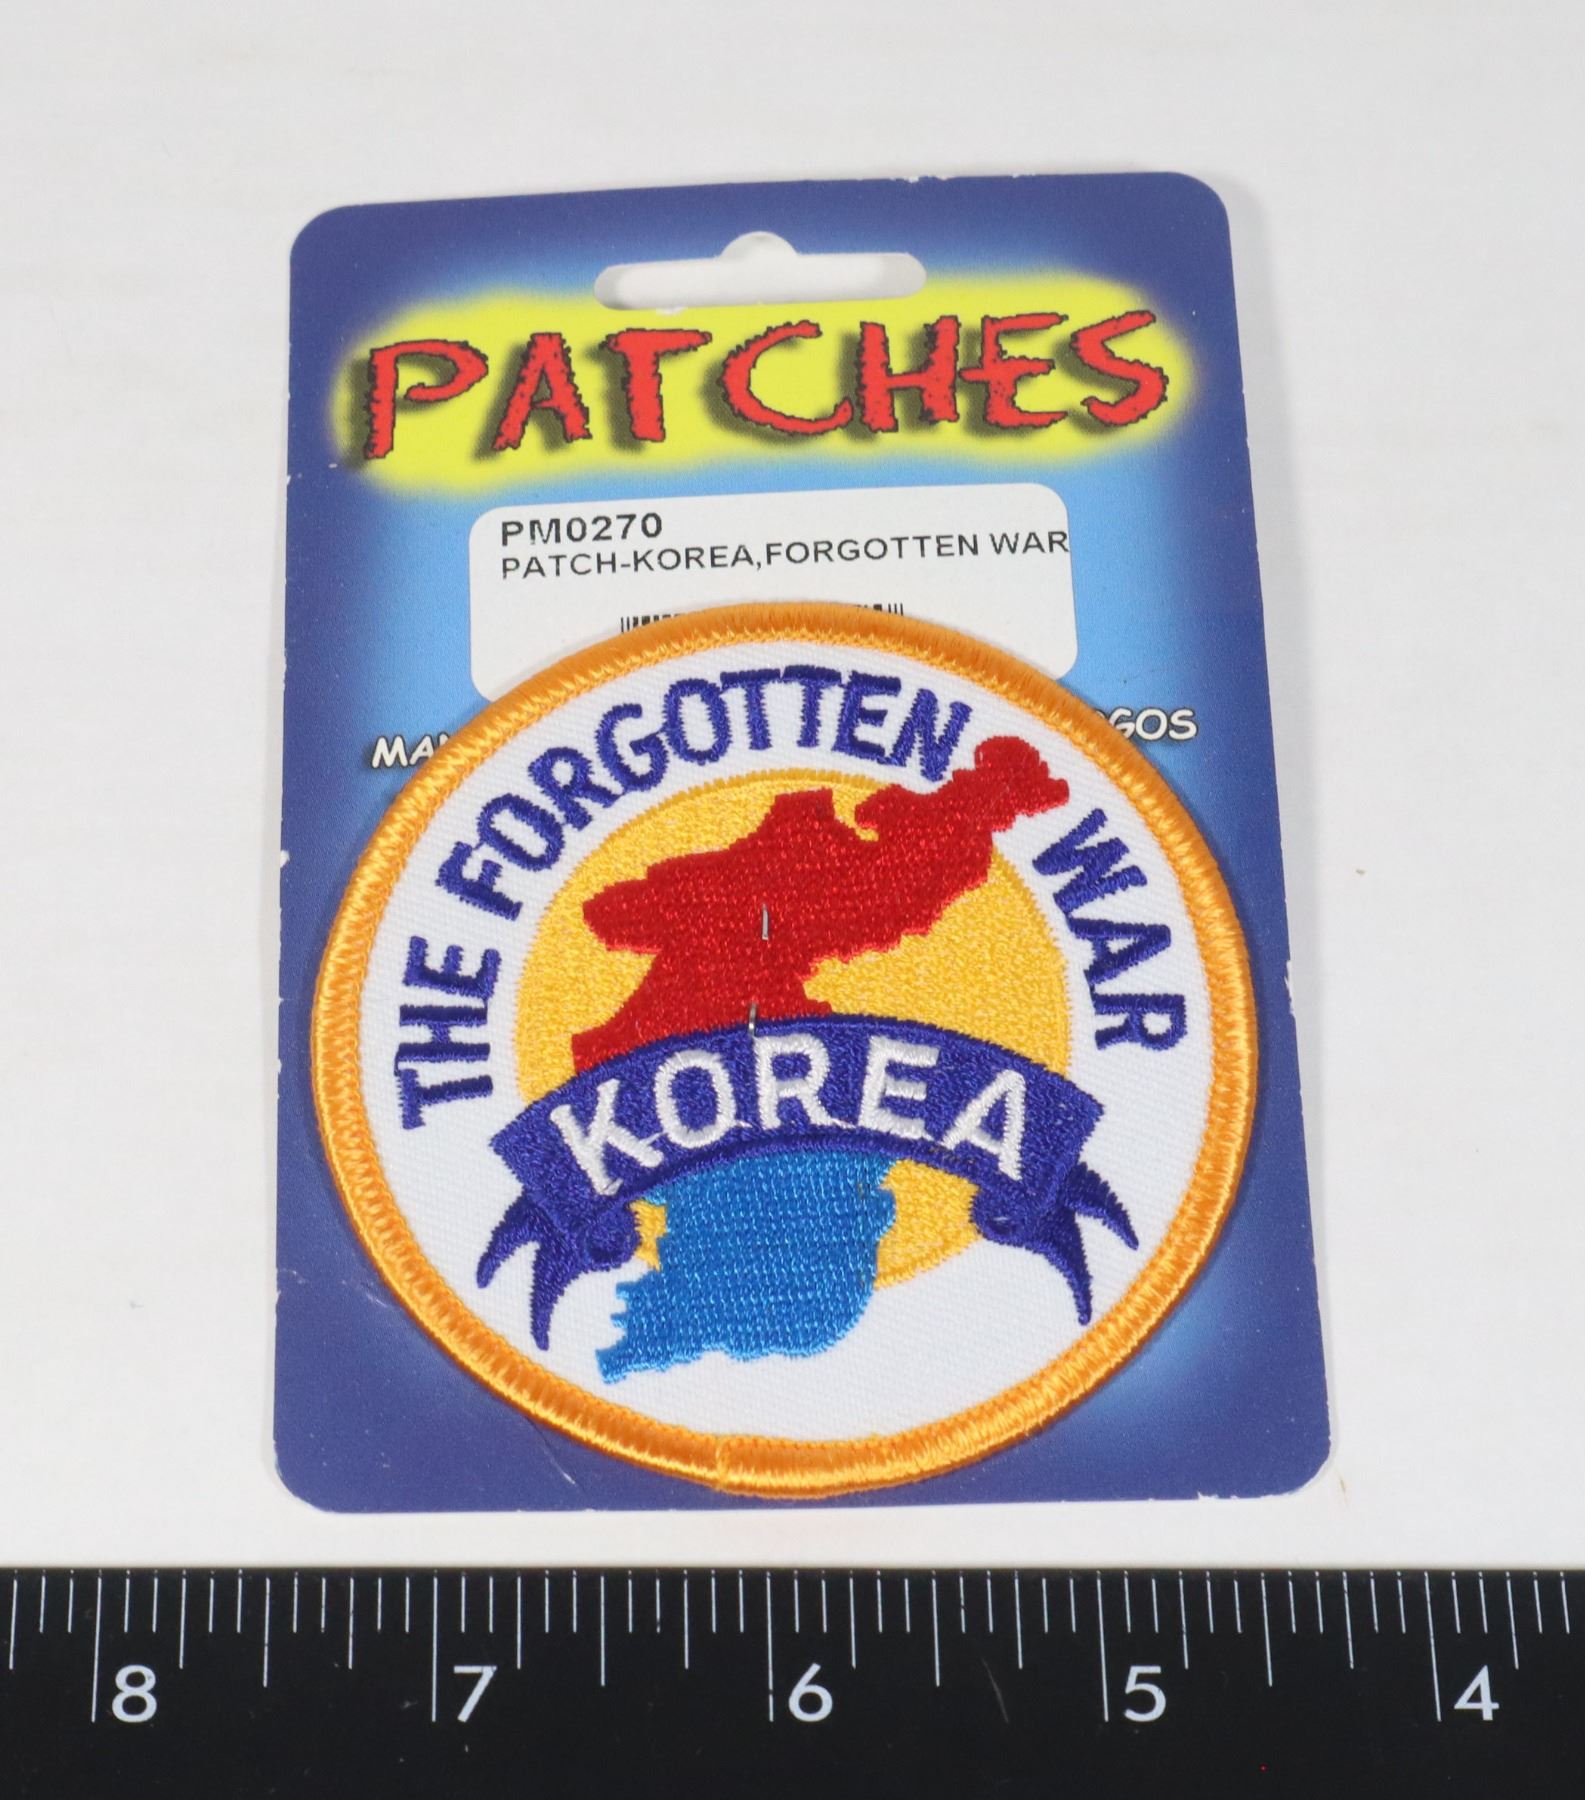 PATCHES
PM0270
PATCH-KOREA,FORGOTTEN WAR
THE FORGOTTEN WAR
KOREA
8 7 6 5 4